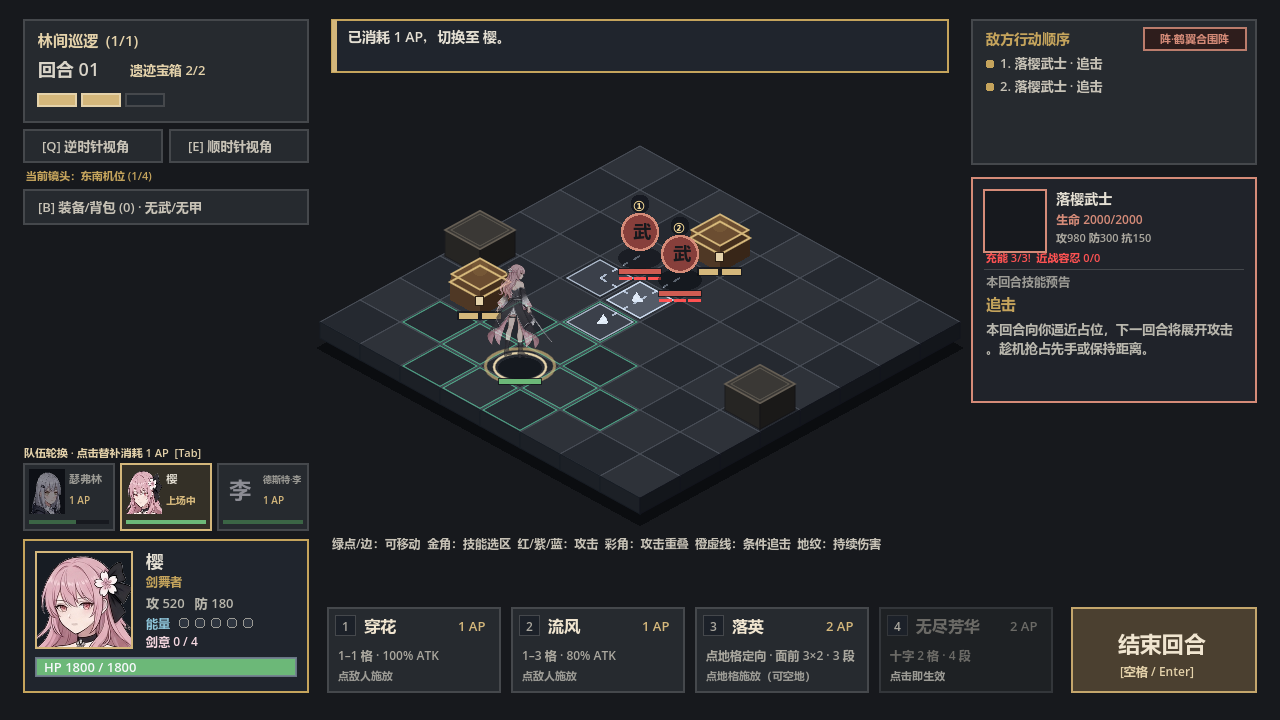 林间巡逻 (1/1)
回合 01 遗迹宝箱 2/2
[Q] 逆时针视角 [E] 顺时针视角
当前镜头：东南机位 (1/4)
[B] 装备/背包 (0) · 无武/无甲
已消耗 1 AP，切换至 樱。
敌方行动顺序
阵·鹤翼合围阵
1. 落樱武士 · 追击
2. 落樱武士 · 追击
落樱武士
生命 2000/2000
攻980 防300 抗150
充能 3/3! 近战容忍 0/0
本回合技能预告
追击
本回合向你逼近占位，下一回合将展开攻击
。趁机抢占先手或保持距离。
①
武
②
武
队伍轮换 · 点击替补消耗 1 AP [Tab]
瑟弗林
1 AP
樱
上场中
李
德斯特·李
1 AP
樱
剑舞者
攻 520 防 180
能量
剑意 0 / 4
HP 1800 / 1800
绿点/边：可移动 金角：技能选区 红/紫/蓝：攻击 彩角：攻击重叠 橙虚线：条件追击 地纹：持续伤害
1 穿花 1 AP
1–1 格 · 100% ATK
点敌人施放
2 流风 1 AP
1–3 格 · 80% ATK
点敌人施放
3 落英 2 AP
点地格定向 · 面前 3×2 · 3 段
点地格施放（可空地）
4 无尽芳华 2 AP
十字 2 格 · 4 段
点击即生效
结束回合
[空格 / Enter]